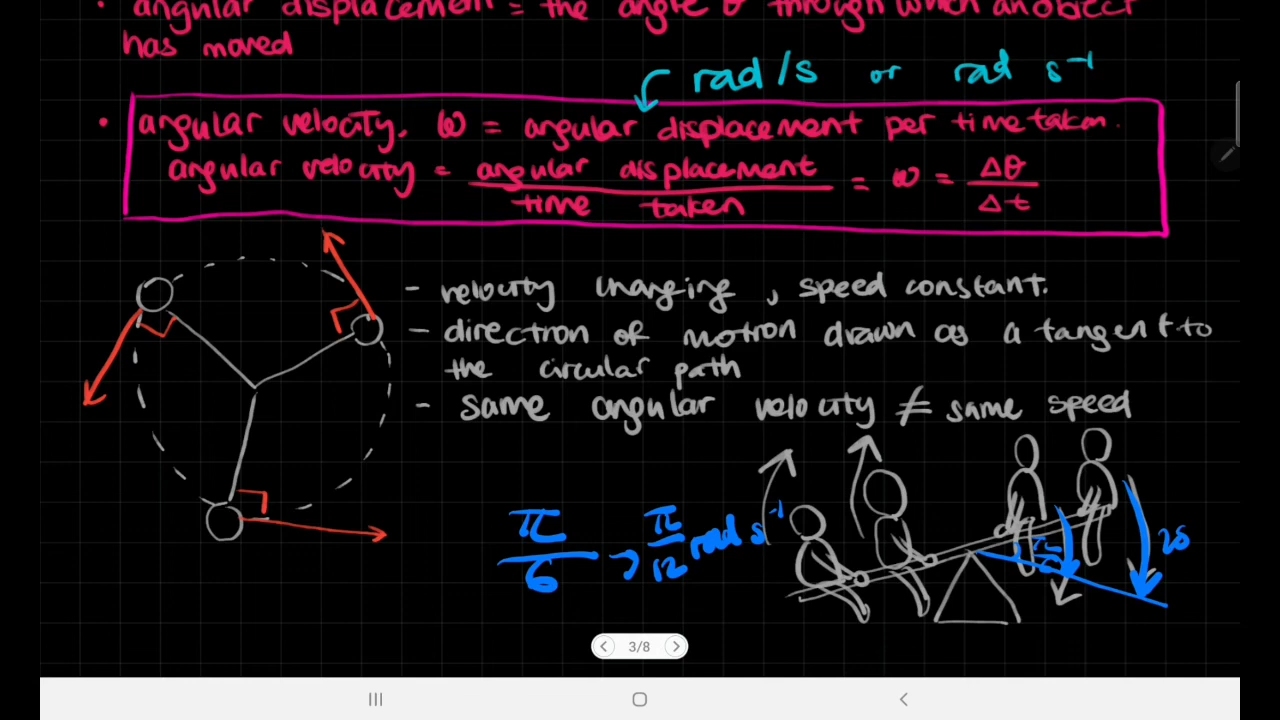 • angular displacement = the angle θ through which an object
has moved
rad/s or rad s⁻¹
• angular velocity, ω = angular displacement per time taken.
angular velocity = angular displacement / time taken = ω = Δθ / Δt
- velocity changing, speed constant.
- direction of motion drawn as a tangent to
the circular path
- same angular velocity ≠ same speed
π/6 → π/12 rad s⁻¹
2s
3/8